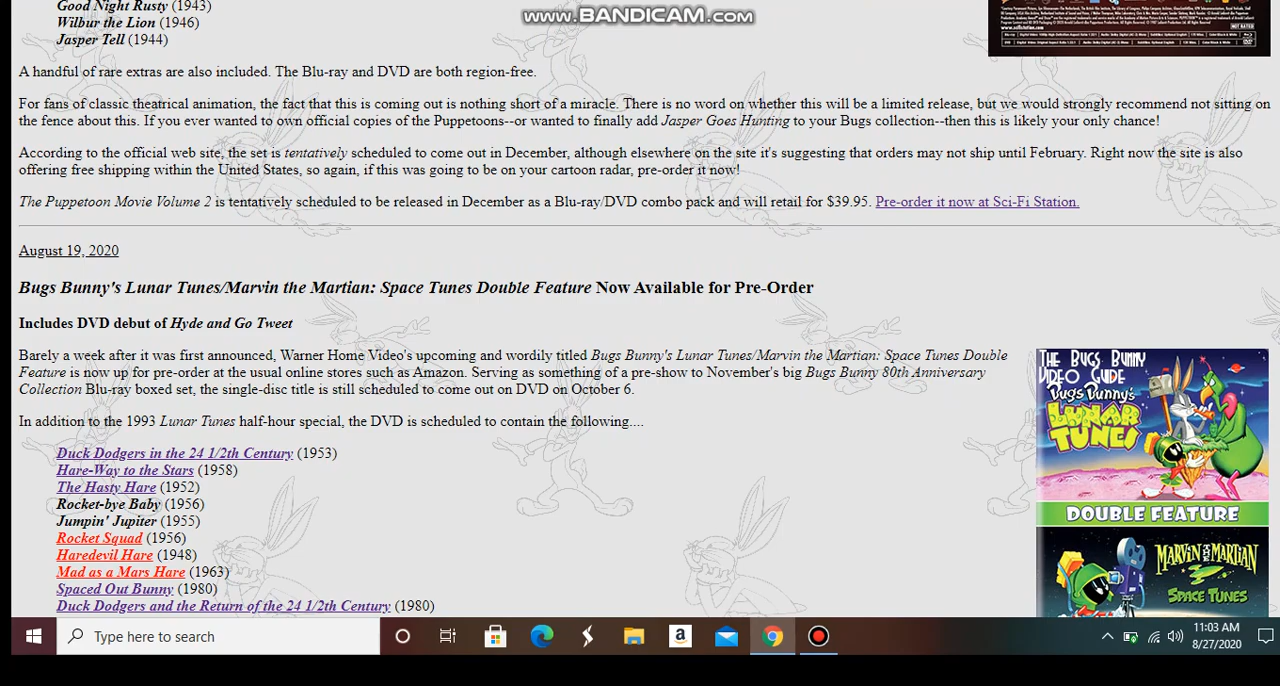 Good Night Rusty (1943)
www.BANDICAM.com
Wilbur the Lion (1946)
Jasper Tell (1944)
A handful of rare extras are also included. The Blu-ray and DVD are both region-free.
For fans of classic theatrical animation, the fact that this is coming out is nothing short of a miracle. There is no word on whether this will be a limited release, but we would strongly recommend not sitting on
the fence about this. If you ever wanted to own official copies of the Puppetoons--or wanted to finally add Jasper Goes Hunting to your Bugs collection--then this is likely your only chance!
According to the official web site, the set is tentatively scheduled to come out in December, although elsewhere on the site it's suggesting that orders may not ship until February. Right now the site is also
offering free shipping within the United States, so again, if this was going to be on your cartoon radar, pre-order it now!
The Puppetoon Movie Volume 2 is tentatively scheduled to be released in December as a Blu-ray/DVD combo pack and will retail for $39.95. Pre-order it now at Sci-Fi Station.
August 19, 2020
Bugs Bunny's Lunar Tunes/Marvin the Martian: Space Tunes Double Feature Now Available for Pre-Order
Includes DVD debut of Hyde and Go Tweet
Barely a week after it was first announced, Warner Home Video's upcoming and wordily titled Bugs Bunny's Lunar Tunes/Marvin the Martian: Space Tunes Double
Feature is now up for pre-order at the usual online stores such as Amazon. Serving as something of a pre-show to November's big Bugs Bunny 80th Anniversary
Collection Blu-ray boxed set, the single-disc title is still scheduled to come out on DVD on October 6.
In addition to the 1993 Lunar Tunes half-hour special, the DVD is scheduled to contain the following....
Duck Dodgers in the 24 1/2th Century (1953)
Hare-Way to the Stars (1958)
The Hasty Hare (1952)
Rocket-bye Baby (1956)
Jumpin' Jupiter (1955)
Rocket Squad (1956)
Haredevil Hare (1948)
Mad as a Mars Hare (1963)
Spaced Out Bunny (1980)
Duck Dodgers and the Return of the 24 1/2th Century (1980)
THE BUGS BUNNY
VIDEO GUIDE
Bugs Bunny's
LUNAR
TUNES
DOUBLE FEATURE
MARVIN THE MARTIAN
SPACE TUNES
Type here to search
11:03 AM
8/27/2020